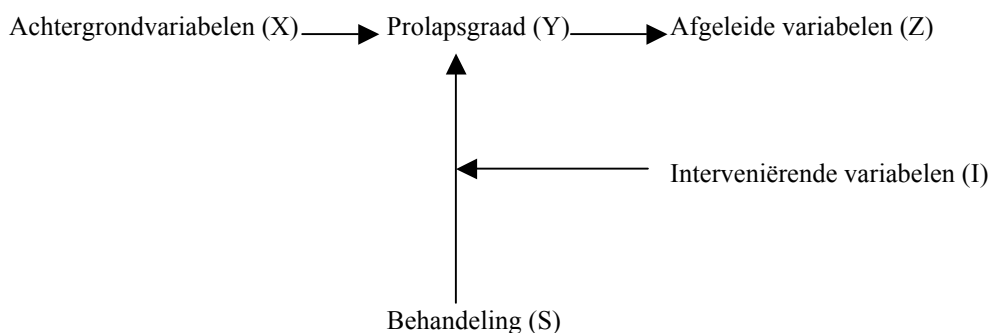 Achtergrondvariabelen (X) Prolapsgraad (Y) Afgeleide variabelen (Z)
Interveniërende variabelen (I)
Behandeling (S)